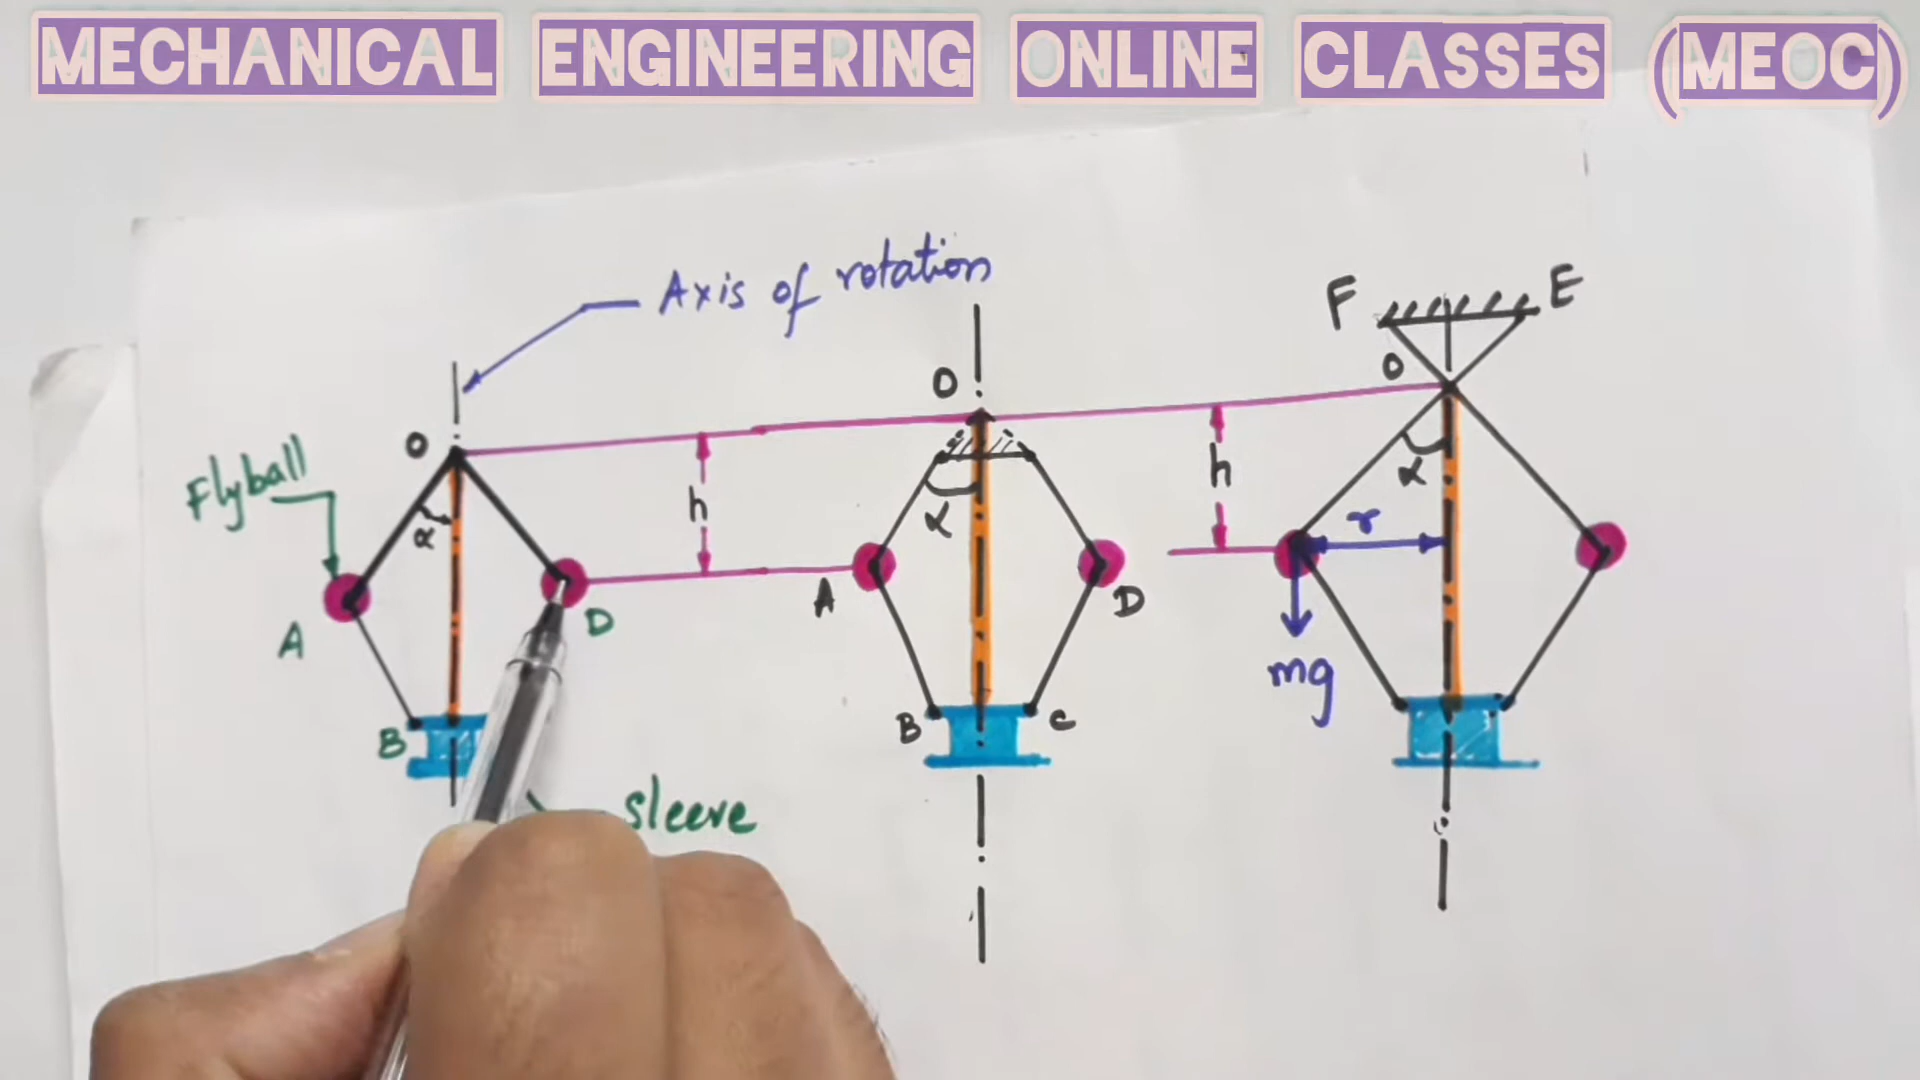 MECHANICAL ENGINEERING ONLINE CLASSES (MEOC)
Axis of rotation
F E
O O O
Flyball
α α α
h h
r
A D A D
mg
B B C
sleeve